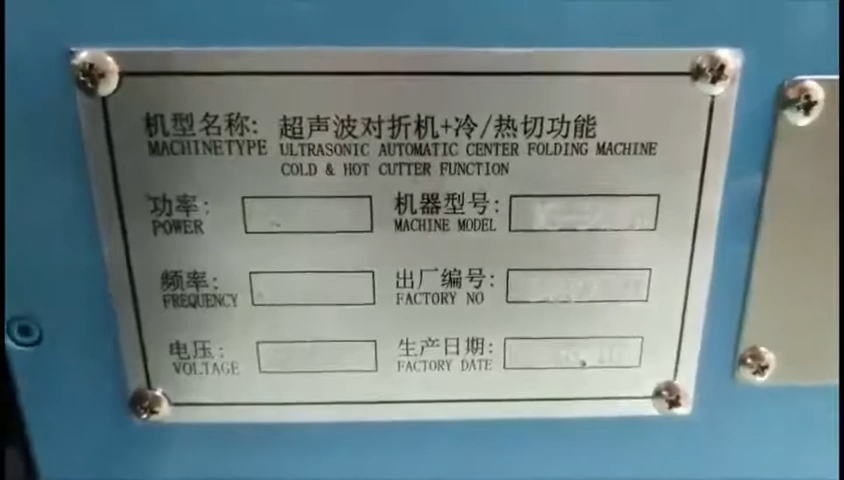 机型名称: 超声波对折机+冷/热切功能
MACHINETYPE ULTRASONIC AUTOMATIC CENTER FOLDING MACHINE
COLD & HOT CUTTER FUNCTION
功率: 机器型号:
POWER MACHINE MODEL
频率: 出厂编号:
FREQUENCY FACTORY NO
电压: 生产日期:
VOLTAGE FACTORY DATE